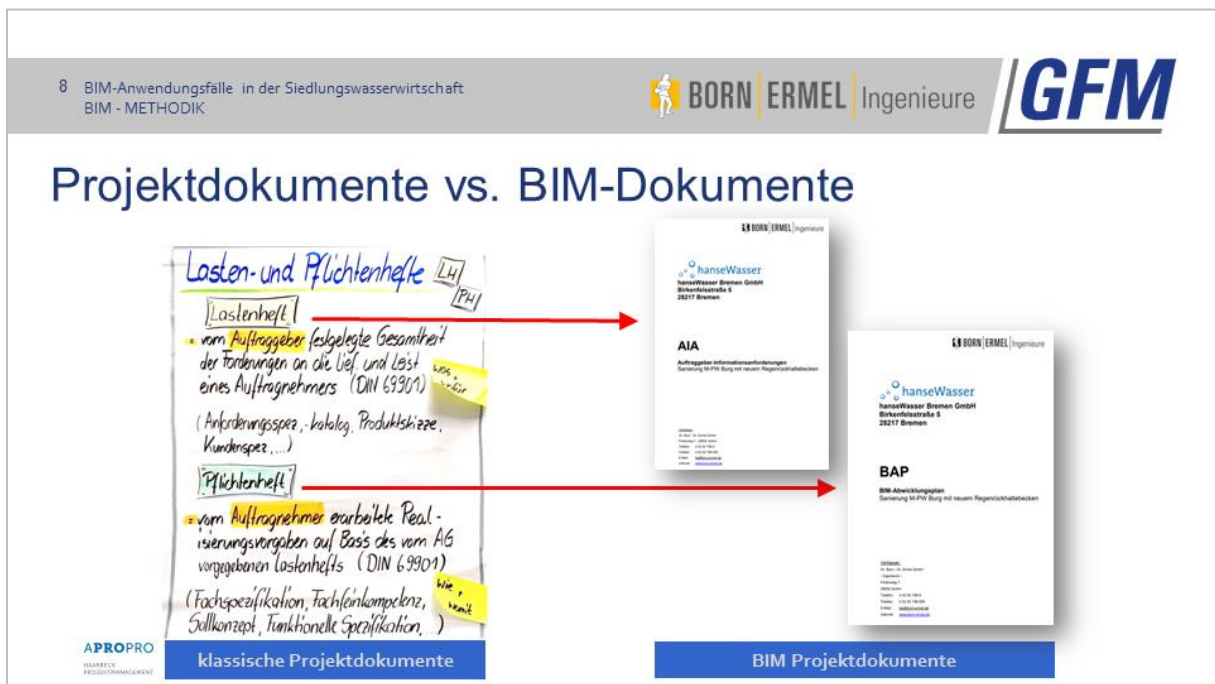 8 BIM-Anwendungsfälle in der Siedlungswasserwirtschaft
BIM - METHODIK
BORN ERMEL Ingenieure
GFM
Projektdokumente vs. BIM-Dokumente
Lasten- und Pflichtenhefte
LH
PH
Lastenheft
= vom Auftraggeber festgelegte Gesamtheit
der Forderungen an die Lief. und Leist
eines Auftragnehmers (DIN 69901)
was +
wofür
(Anforderungsspez., -katalog, Produktskizze,
Kundenspez, ...)
Pflichtenheft
= vom Auftragnehmer erarbeitete Real-
isierungsvorgaben auf Basis des vom AG
vorgegebenen Lastenhefts (DIN 69901)
Wie +
womit
(Fachspezifikation, Fachfeinkompetenz,
Sollkonzept, Funktionelle Spezifikation, ...)
APROPRO
HAARBECK
PROJEKTMANAGEMENT
klassische Projektdokumente
BORN ERMEL Ingenieure
hanseWasser
hanseWasser Bremen GmbH
Birkenfelsstraße 5
28217 Bremen
AIA
Auftraggeber-Informationsanforderungen
Sanierung M-PW Burg mit neuem Regenrückhaltebecken
BORN ERMEL Ingenieure
hanseWasser
hanseWasser Bremen GmbH
Birkenfelsstraße 5
28217 Bremen
BAP
BIM-Abwicklungsplan
Sanierung M-PW Burg mit neuem Regenrückhaltebecken
BIM Projektdokumente